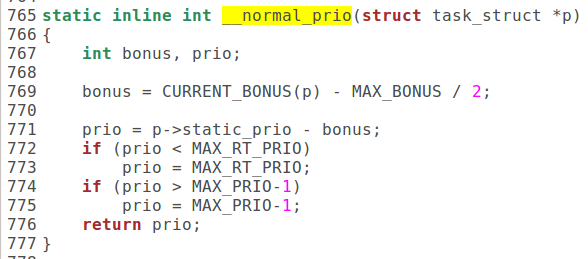 765 static inline int __normal_prio(struct task_struct *p)
766 {
767     int bonus, prio;
768
769     bonus = CURRENT_BONUS(p) - MAX_BONUS / 2;
770
771     prio = p->static_prio - bonus;
772     if (prio < MAX_RT_PRIO)
773         prio = MAX_RT_PRIO;
774     if (prio > MAX_PRIO-1)
775         prio = MAX_PRIO-1;
776     return prio;
777 }